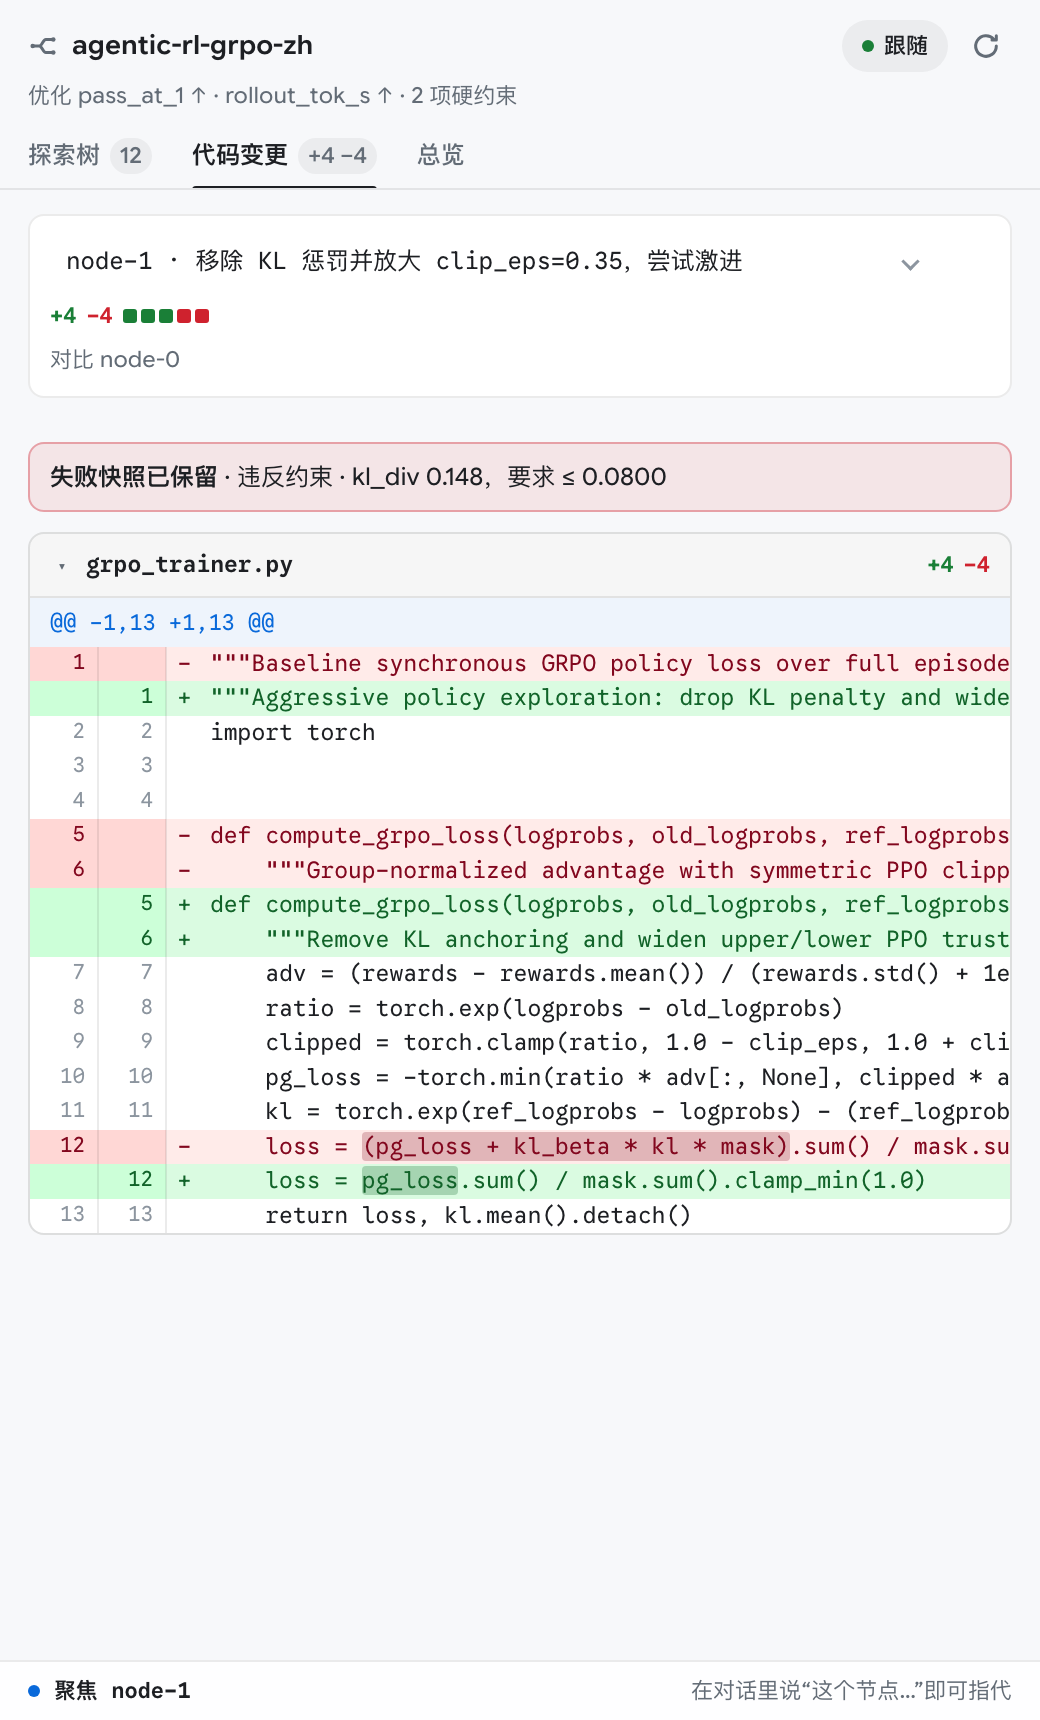 agentic-rl-grpo-zh
跟随
优化 pass_at_1 ↑ · rollout_tok_s ↑ · 2 项硬约束
探索树 12 代码变更 +4 −4 总览
node-1 · 移除 KL 惩罚并放大 clip_eps=0.35，尝试激进
+4 −4
对比 node-0
失败快照已保留 · 违反约束 · kl_div 0.148，要求 ≤ 0.0800
▾ grpo_trainer.py +4 −4
@@ -1,13 +1,13 @@
1 − """Baseline synchronous GRPO policy loss over full episode
1 + """Aggressive policy exploration: drop KL penalty and wide
2 2 import torch
3 3
4 4
5 − def compute_grpo_loss(logprobs, old_logprobs, ref_logprobs
6 − """Group-normalized advantage with symmetric PPO clipp
5 + def compute_grpo_loss(logprobs, old_logprobs, ref_logprobs
6 + """Remove KL anchoring and widen upper/lower PPO trust
7 7 adv = (rewards - rewards.mean()) / (rewards.std() + 1e
8 8 ratio = torch.exp(logprobs - old_logprobs)
9 9 clipped = torch.clamp(ratio, 1.0 - clip_eps, 1.0 + cli
10 10 pg_loss = -torch.min(ratio * adv[:, None], clipped * a
11 11 kl = torch.exp(ref_logprobs - logprobs) - (ref_logprob
12 − loss = (pg_loss + kl_beta * kl * mask).sum() / mask.su
12 + loss = pg_loss.sum() / mask.sum().clamp_min(1.0)
13 13 return loss, kl.mean().detach()
聚焦 node-1
在对话里说“这个节点…”即可指代